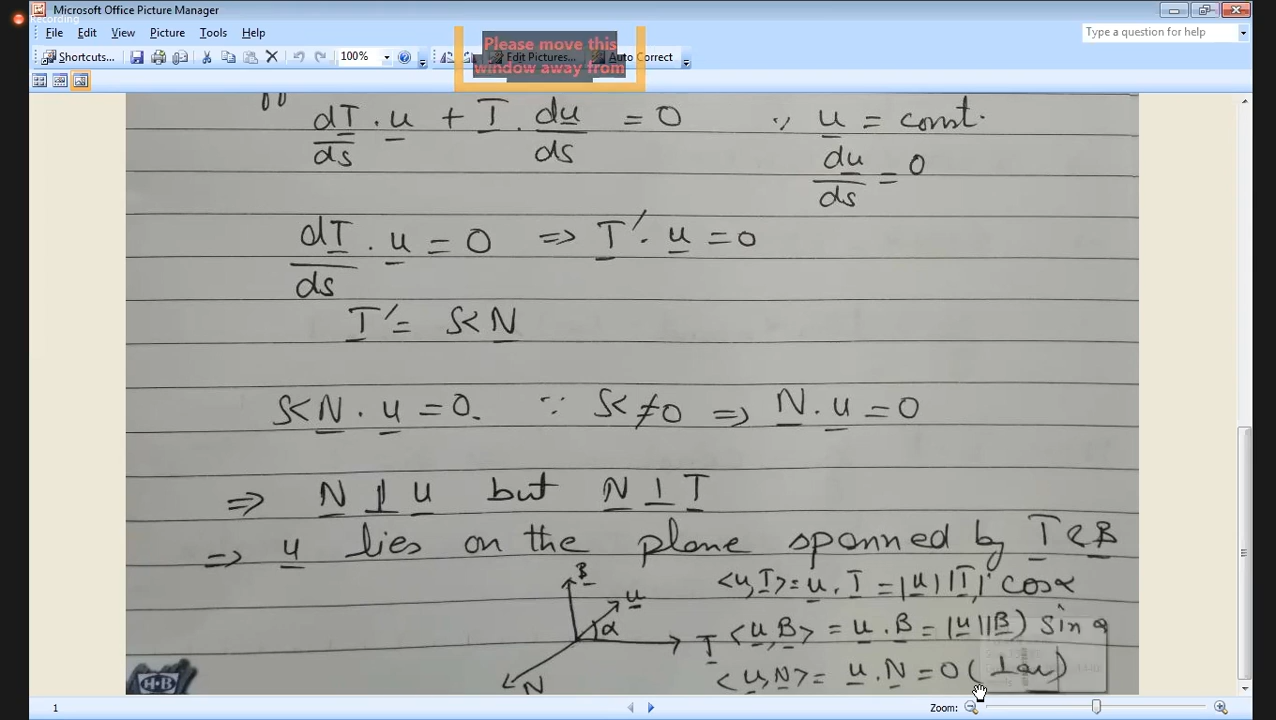 Recording
Microsoft Office Picture Manager
File Edit View Picture Tools Help
Type a question for help
Shortcuts... 100% Edit Pictures... Auto Correct
Please move this
window away from
dT/ds . u + T . du/ds = 0 ∵ u = const.
du/ds = 0
dT/ds . u = 0 => T' . u = 0
T' = κ N
κ N . u = 0. ∵ κ ≠ 0 => N . u = 0
=> N ⊥ u but N ⊥ T
=> u lies on the plane spanned by T & B
B u α T N
<u, T> = u . T = |u| |T| cos α
<u, B> = u . B = |u| |B| sin α
<u, N> = u . N = 0 (⊥ar)
H·B
1
Zoom: